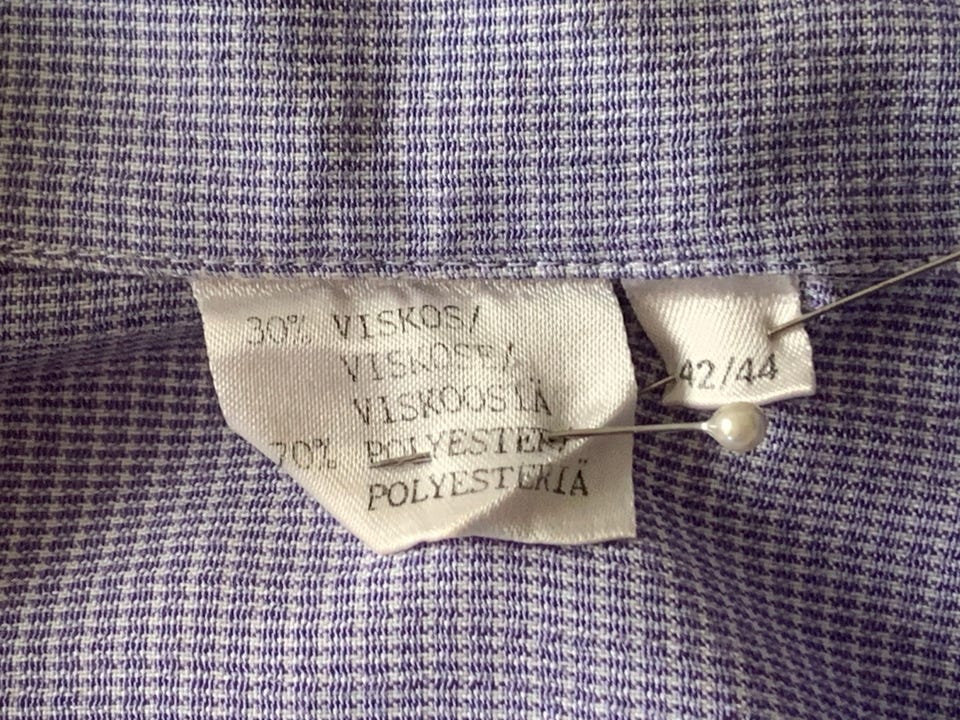 30% VISKOS/
VISKOSE/
VISKOOSIA
70% POLYESTER/
POLYESTERIÄ
42/44